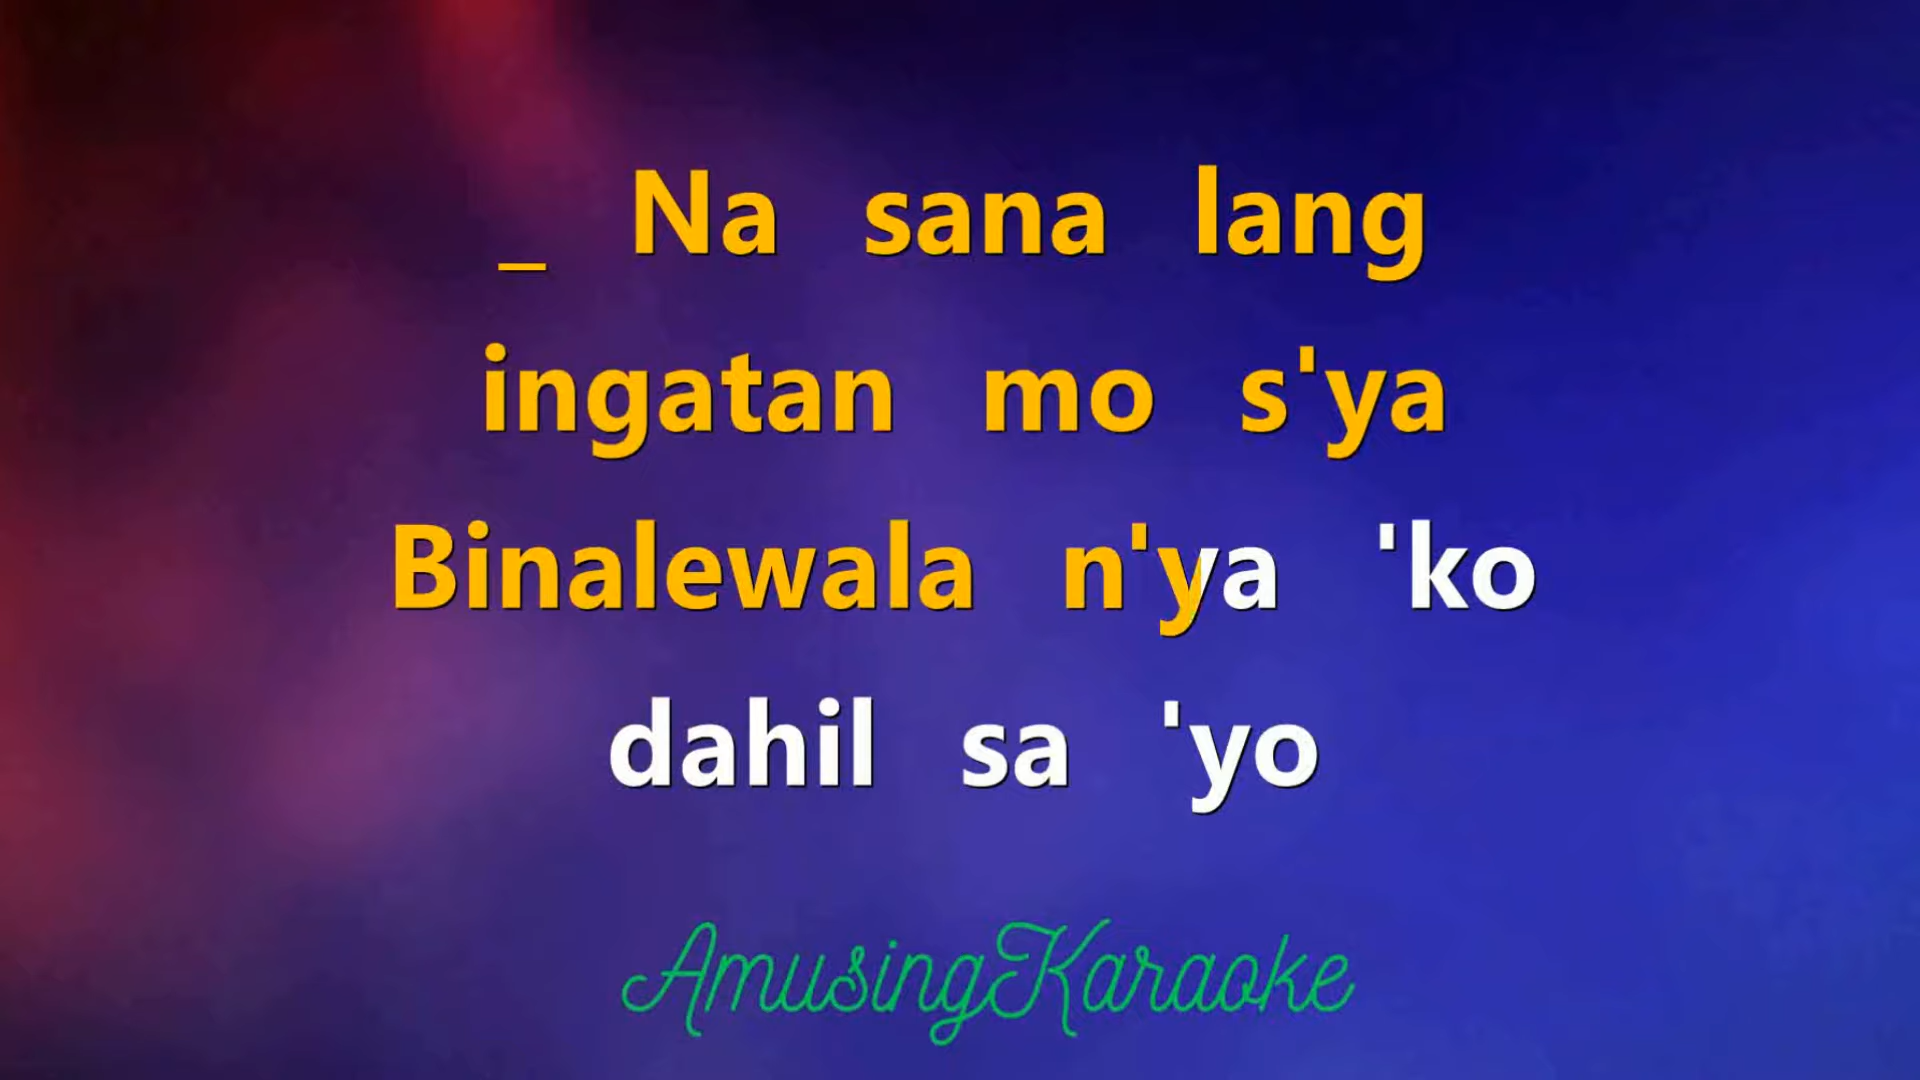 _ Na sana lang
ingatan mo s'ya
Binalewala n'ya 'ko
dahil sa 'yo
AmusingKaraoke